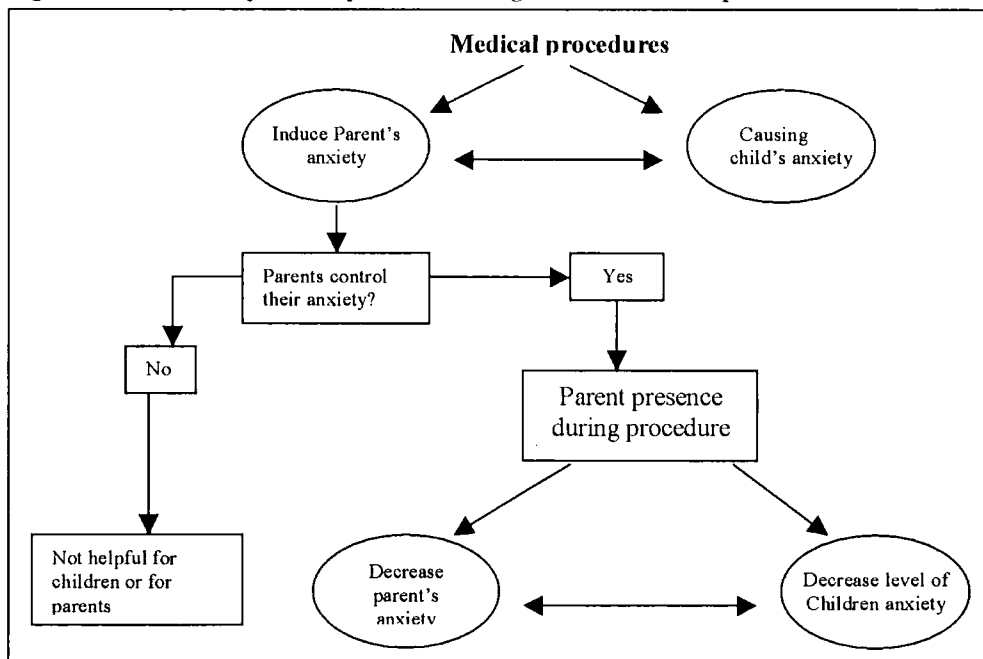 Medical procedures
Induce Parent's
anxiety
Causing
child's anxiety
Parents control
their anxiety?
Yes
No
Parent presence
during procedure
Not helpful for
children or for
parents
Decrease
parent's
anxiety
Decrease level of
Children anxiety